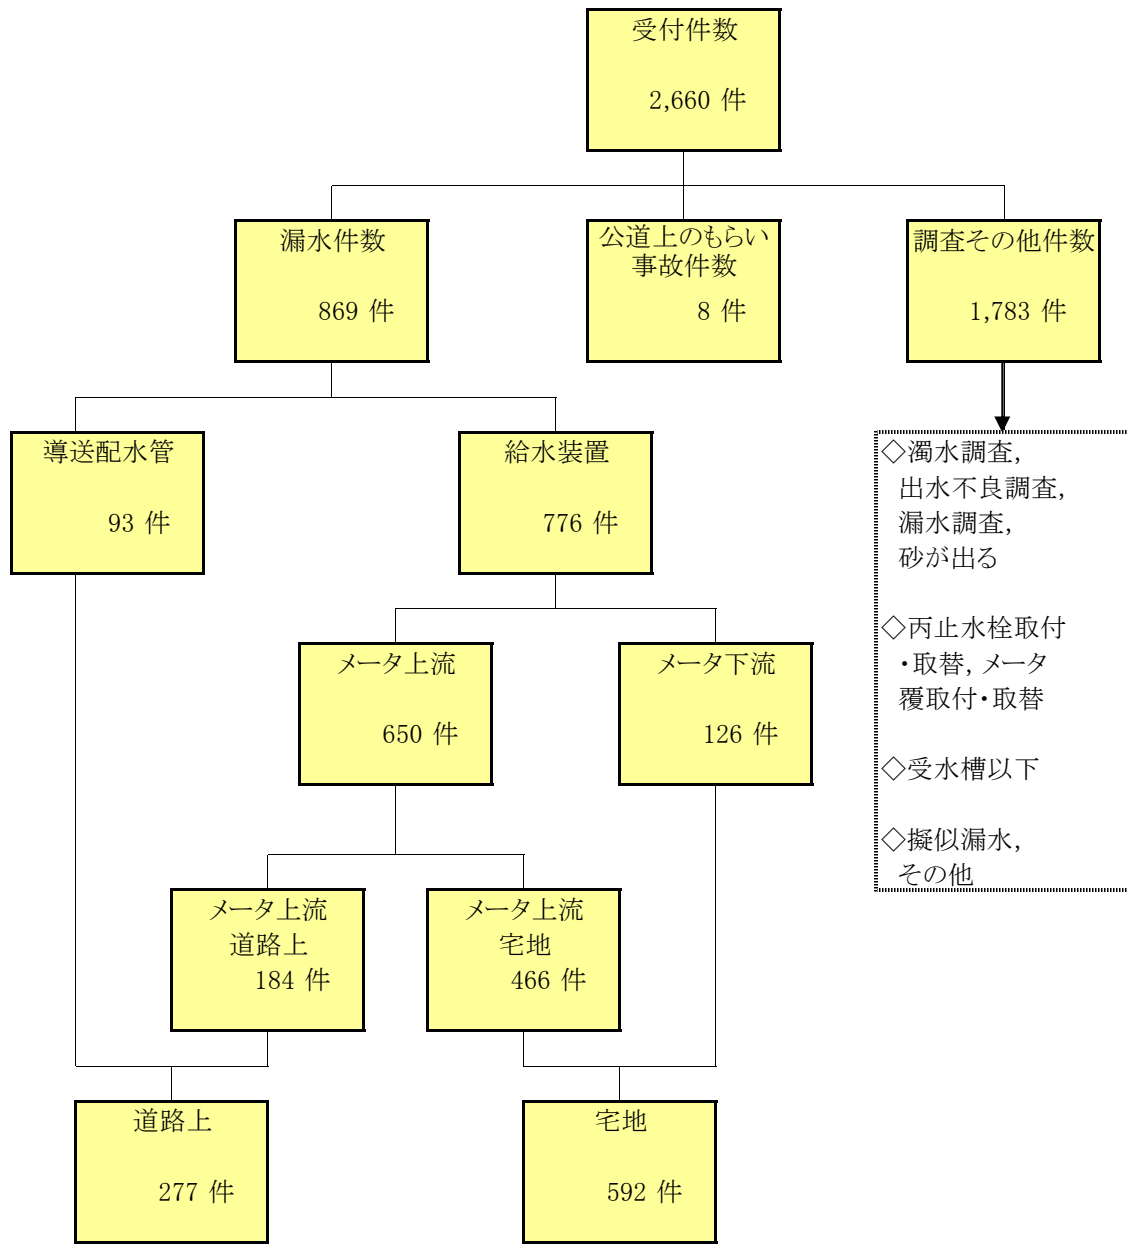 受付件数
2,660 件
漏水件数
869 件
公道上のもらい
事故件数
8 件
調査その他件数
1,783 件
導送配水管
93 件
給水装置
776 件
◇濁水調査,
出水不良調査,
漏水調査,
砂が出る
◇丙止水栓取付
・取替,メータ
覆取付・取替
◇受水槽以下
◇擬似漏水,
その他
メータ上流
650 件
メータ下流
126 件
メータ上流
道路上
184 件
メータ上流
宅地
466 件
道路上
277 件
宅地
592 件